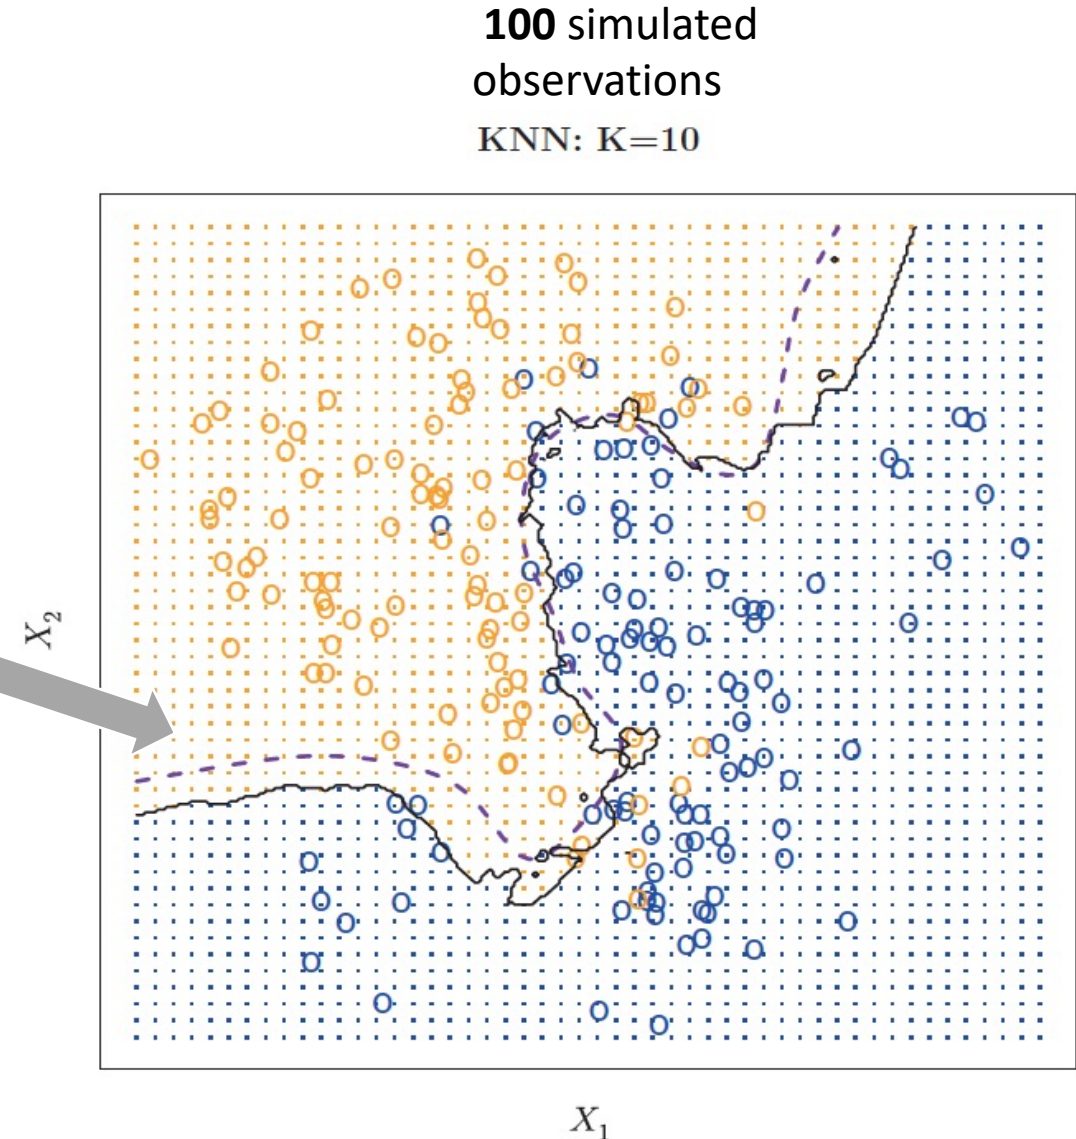 100 simulated
observations
KNN: K=10
X₂
X₁